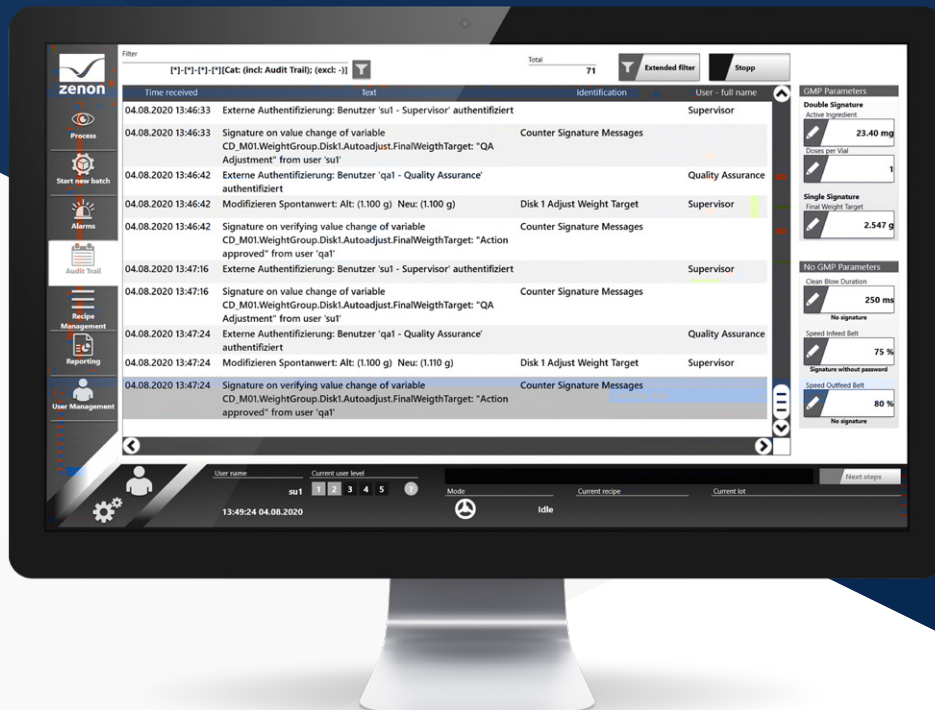 zenon
Process
Start new batch
Alarms
Audit Trail
Recipe
Management
Reporting
User Management
Filter
[*]-[*]-[*]-[*][Cat: (incl: Audit Trail); (excl: -)]
Total
71
Extended filter
Stopp
Time received Text Identification User - full name
04.08.2020 13:46:33 Externe Authentifizierung: Benutzer 'su1 - Supervisor' authentifiziert Supervisor
04.08.2020 13:46:33 Signature on value change of variable Counter Signature Messages
CD_M01.WeightGroup.Disk1.Autoadjust.FinalWeigthTarget: "QA
Adjustment" from user 'su1'
04.08.2020 13:46:42 Externe Authentifizierung: Benutzer 'qa1 - Quality Assurance' Quality Assurance
authentifiziert
04.08.2020 13:46:42 Modifizieren Spontanwert: Alt: (1.100 g) Neu: (1.100 g) Disk 1 Adjust Weight Target Supervisor
04.08.2020 13:46:42 Signature on verifying value change of variable Counter Signature Messages
CD_M01.WeightGroup.Disk1.Autoadjust.FinalWeigthTarget: "Action
approved" from user 'qa1'
04.08.2020 13:47:16 Externe Authentifizierung: Benutzer 'su1 - Supervisor' authentifiziert Supervisor
04.08.2020 13:47:16 Signature on value change of variable Counter Signature Messages
CD_M01.WeightGroup.Disk1.Autoadjust.FinalWeigthTarget: "QA
Adjustment" from user 'su1'
04.08.2020 13:47:24 Externe Authentifizierung: Benutzer 'qa1 - Quality Assurance' Quality Assurance
authentifiziert
04.08.2020 13:47:24 Modifizieren Spontanwert: Alt: (1.100 g) Neu: (1.110 g) Disk 1 Adjust Weight Target Supervisor
04.08.2020 13:47:24 Signature on verifying value change of variable Counter Signature Messages
CD_M01.WeightGroup.Disk1.Autoadjust.FinalWeigthTarget: "Action
approved" from user 'qa1'
GMP Parameters
Double Signature
Active Ingredient
23.40 mg
Doses per Vial
1
Single Signature
Final Weight Target
2.547 g
No GMP Parameters
Clean Blow Duration
250 ms
No signature
Speed Infeed Belt
75 %
Signature without password
Speed Outfeed Belt
80 %
No signature
User name Current user level
su1 1 2 3 4 5 ?
13:49:24 04.08.2020
Mode Current recipe Current lot
Idle
Next steps